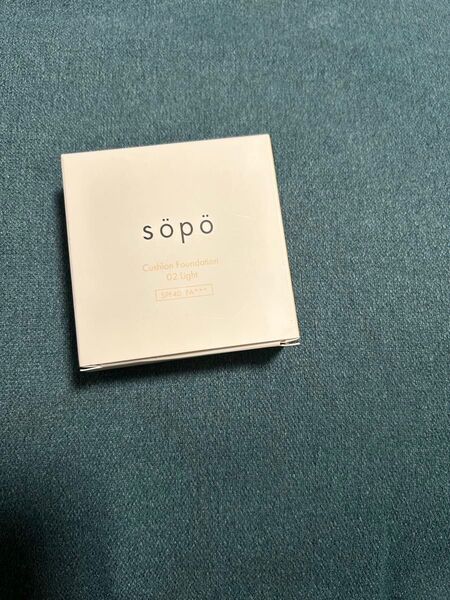 söpö
Cushion Foundation
02 Light
SPF40 PA+++